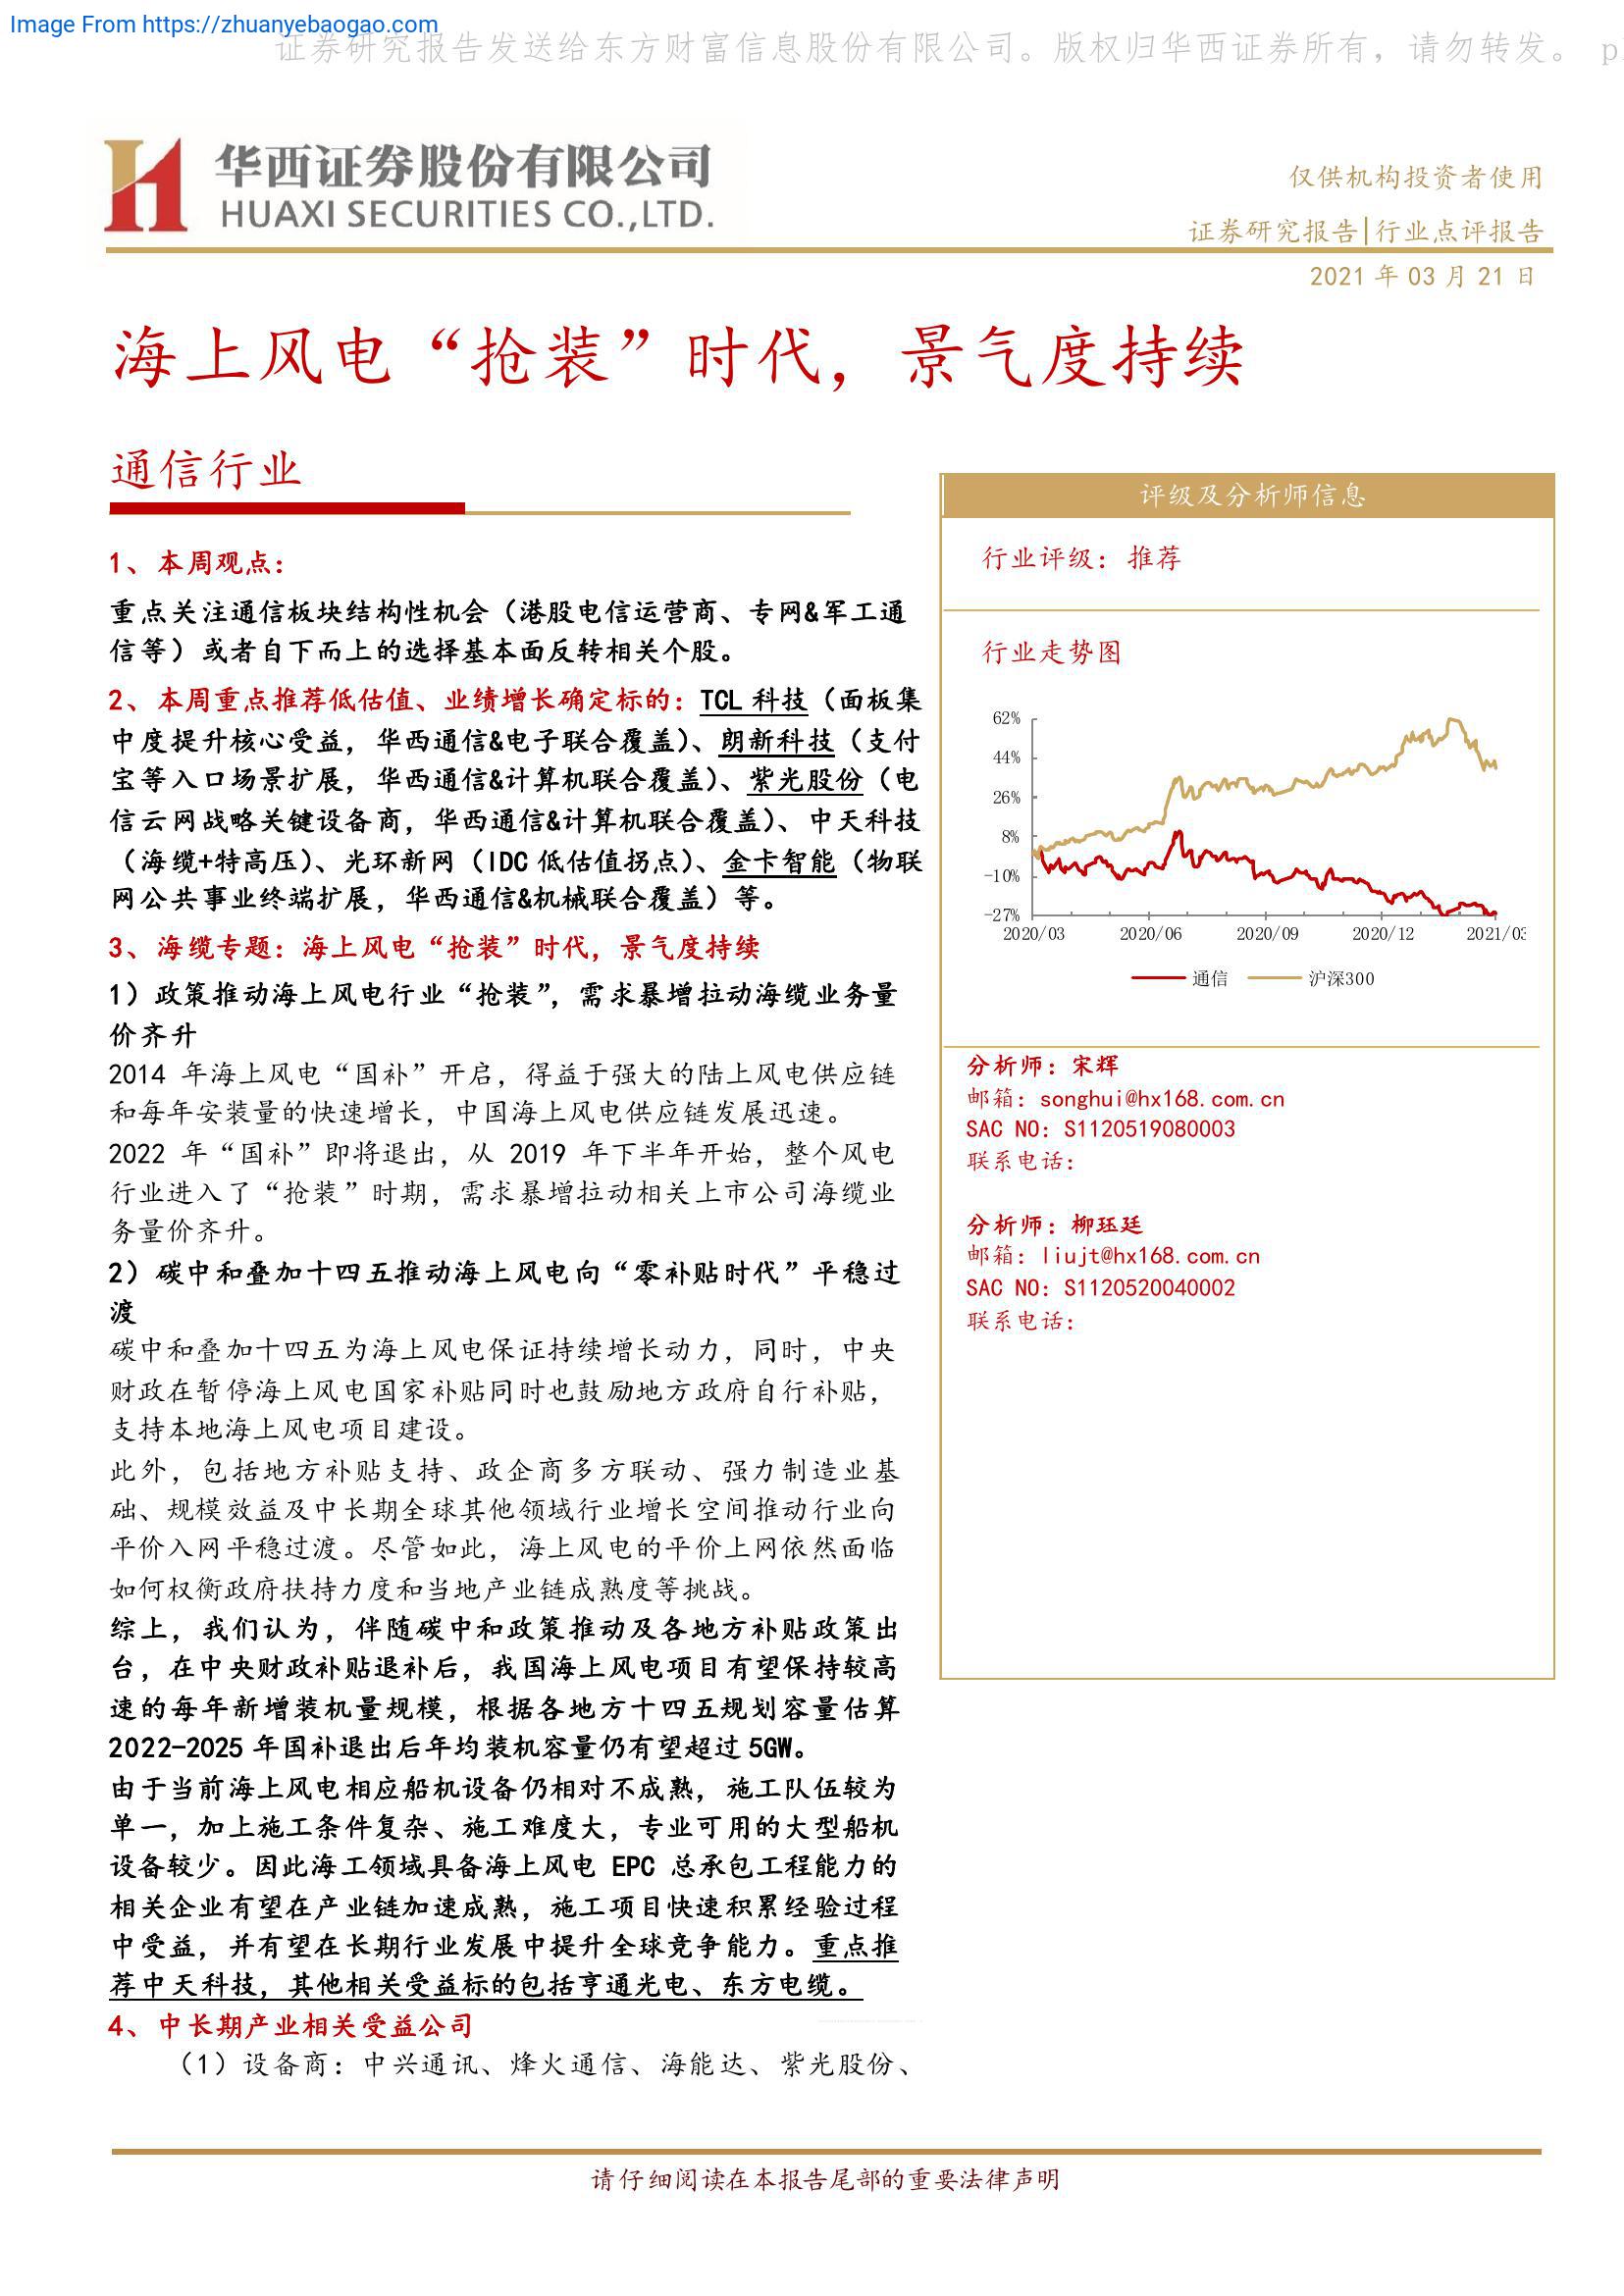 Image From https://zhuanyebaogao.com
证券研究报告发送给东方财富信息股份有限公司。版权归华西证券所有，请勿转发。 p
华西证券股份有限公司
HUAXI SECURITIES CO.,LTD.
仅供机构投资者使用
证券研究报告|行业点评报告
2021 年 03 月 21 日
海上风电“抢装”时代，景气度持续
通信行业
1、本周观点：
重点关注通信板块结构性机会（港股电信运营商、专网&军工通
信等）或者自下而上的选择基本面反转相关个股。
2、本周重点推荐低估值、业绩增长确定标的：TCL 科技（面板集
中度提升核心受益，华西通信&电子联合覆盖）、朗新科技（支付
宝等入口场景扩展，华西通信&计算机联合覆盖）、紫光股份（电
信云网战略关键设备商，华西通信&计算机联合覆盖）、中天科技
（海缆+特高压）、光环新网（IDC 低估值拐点）、金卡智能（物联
网公共事业终端扩展，华西通信&机械联合覆盖）等。
3、海缆专题：海上风电“抢装”时代，景气度持续
1）政策推动海上风电行业“抢装”，需求暴增拉动海缆业务量
价齐升
2014 年海上风电“国补”开启，得益于强大的陆上风电供应链
和每年安装量的快速增长，中国海上风电供应链发展迅速。
2022 年“国补”即将退出，从 2019 年下半年开始，整个风电
行业进入了“抢装”时期，需求暴增拉动相关上市公司海缆业
务量价齐升。
2）碳中和叠加十四五推动海上风电向“零补贴时代”平稳过
渡
碳中和叠加十四五为海上风电保证持续增长动力，同时，中央
财政在暂停海上风电国家补贴同时也鼓励地方政府自行补贴，
支持本地海上风电项目建设。
此外，包括地方补贴支持、政企商多方联动、强力制造业基
础、规模效益及中长期全球其他领域行业增长空间推动行业向
平价入网平稳过渡。尽管如此，海上风电的平价上网依然面临
如何权衡政府扶持力度和当地产业链成熟度等挑战。
综上，我们认为，伴随碳中和政策推动及各地方补贴政策出
台，在中央财政补贴退补后，我国海上风电项目有望保持较高
速的每年新增装机量规模，根据各地方十四五规划容量估算
2022-2025 年国补退出后年均装机容量仍有望超过 5GW。
由于当前海上风电相应船机设备仍相对不成熟，施工队伍较为
单一，加上施工条件复杂、施工难度大，专业可用的大型船机
设备较少。因此海工领域具备海上风电 EPC 总承包工程能力的
相关企业有望在产业链加速成熟，施工项目快速积累经验过程
中受益，并有望在长期行业发展中提升全球竞争能力。重点推
荐中天科技，其他相关受益标的包括亨通光电、东方电缆。
4、中长期产业相关受益公司
（1）设备商：中兴通讯、烽火通信、海能达、紫光股份、
评级及分析师信息
行业评级：推荐
行业走势图
62%
44%
26%
8%
-10%
-27%
2020/03 2020/06 2020/09 2020/12 2021/03
通信 沪深300
分析师：宋辉
邮箱：songhui@hx168.com.cn
SAC NO：S1120519080003
联系电话：
分析师：柳珏廷
邮箱：liujt@hx168.com.cn
SAC NO：S1120520040002
联系电话：
请仔细阅读在本报告尾部的重要法律声明